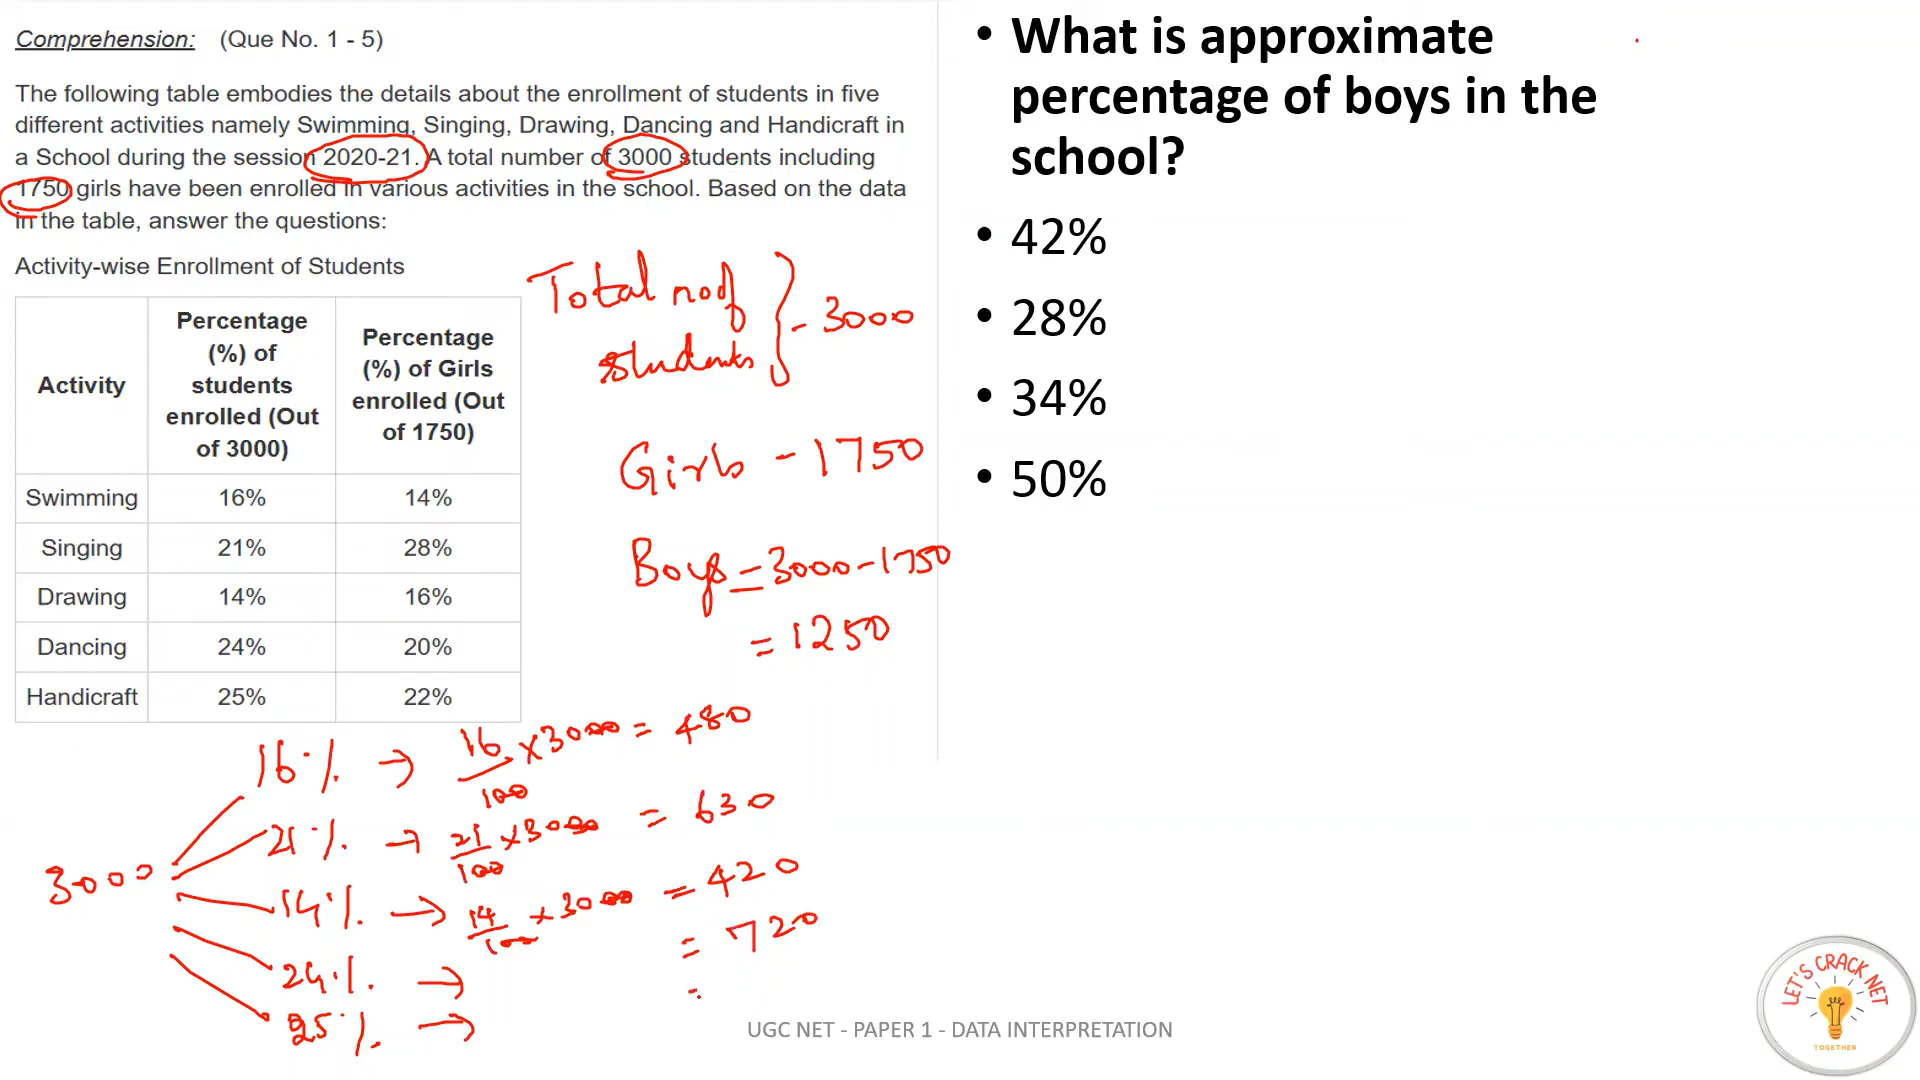 Comprehension: (Que No. 1 - 5)
The following table embodies the details about the enrollment of students in five
different activities namely Swimming, Singing, Drawing, Dancing and Handicraft in
a School during the session 2020-21. A total number of 3000 students including
1750 girls have been enrolled in various activities in the school. Based on the data
in the table, answer the questions:
Activity-wise Enrollment of Students
Activity
Percentage
(%) of
students
enrolled (Out
of 3000)
Percentage
(%) of Girls
enrolled (Out
of 1750)
Swimming 16% 14%
Singing 21% 28%
Drawing 14% 16%
Dancing 24% 20%
Handicraft 25% 22%
Total no of
students } - 3000
Girls - 1750
Boys = 3000 - 1750
= 1250
3000
16% → 16/100 × 3000 = 480
21% → 21/100 × 3000 = 630
14% → 14/100 × 3000 = 420
24% → = 720
25% → =
• What is approximate
percentage of boys in the
school?
• 42%
• 28%
• 34%
• 50%
UGC NET - PAPER 1 - DATA INTERPRETATION
LET'S CRACK NET
TOGETHER